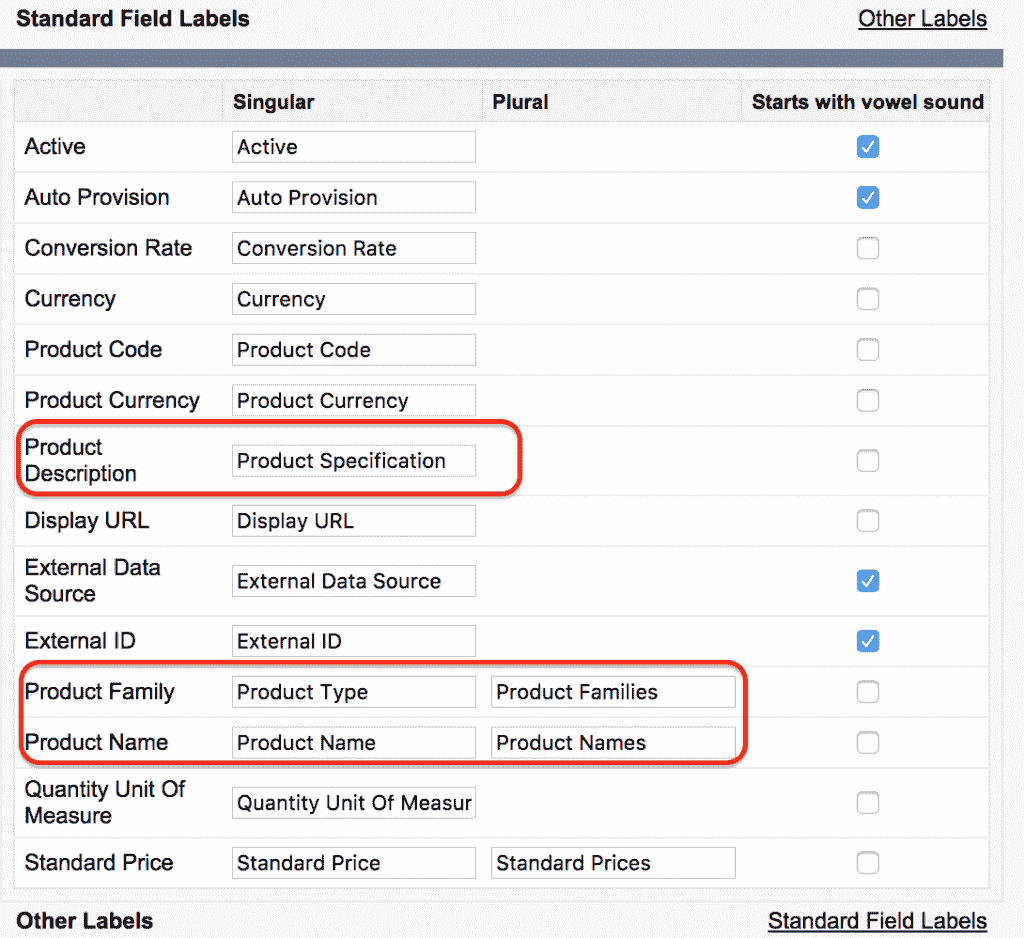 Standard Field Labels Other Labels
Singular Plural Starts with vowel sound
Active Active
Auto Provision Auto Provision
Conversion Rate Conversion Rate
Currency Currency
Product Code Product Code
Product Currency Product Currency
Product
Description Product Specification
Display URL Display URL
External Data
Source External Data Source
External ID External ID
Product Family Product Type Product Families
Product Name Product Name Product Names
Quantity Unit Of
Measure Quantity Unit Of Measur
Standard Price Standard Price Standard Prices
Other Labels Standard Field Labels